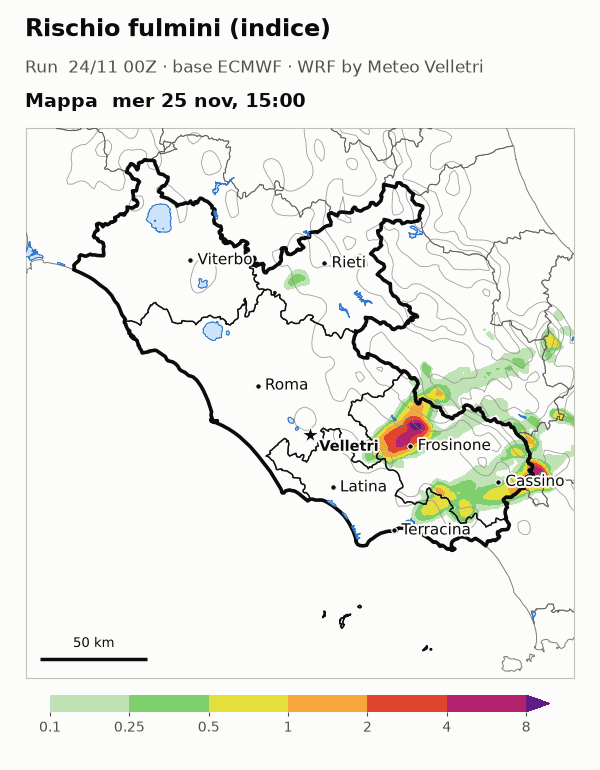 Rischio fulmini (indice)
Run  24/11 00Z · base ECMWF · WRF by Meteo Velletri
Mappa  mer 25 nov, 15:00
Viterbo
Rieti
Roma
Velletri
Frosinone
Latina
Cassino
Terracina
50 km
0.1 0.25 0.5 1 2 4 8